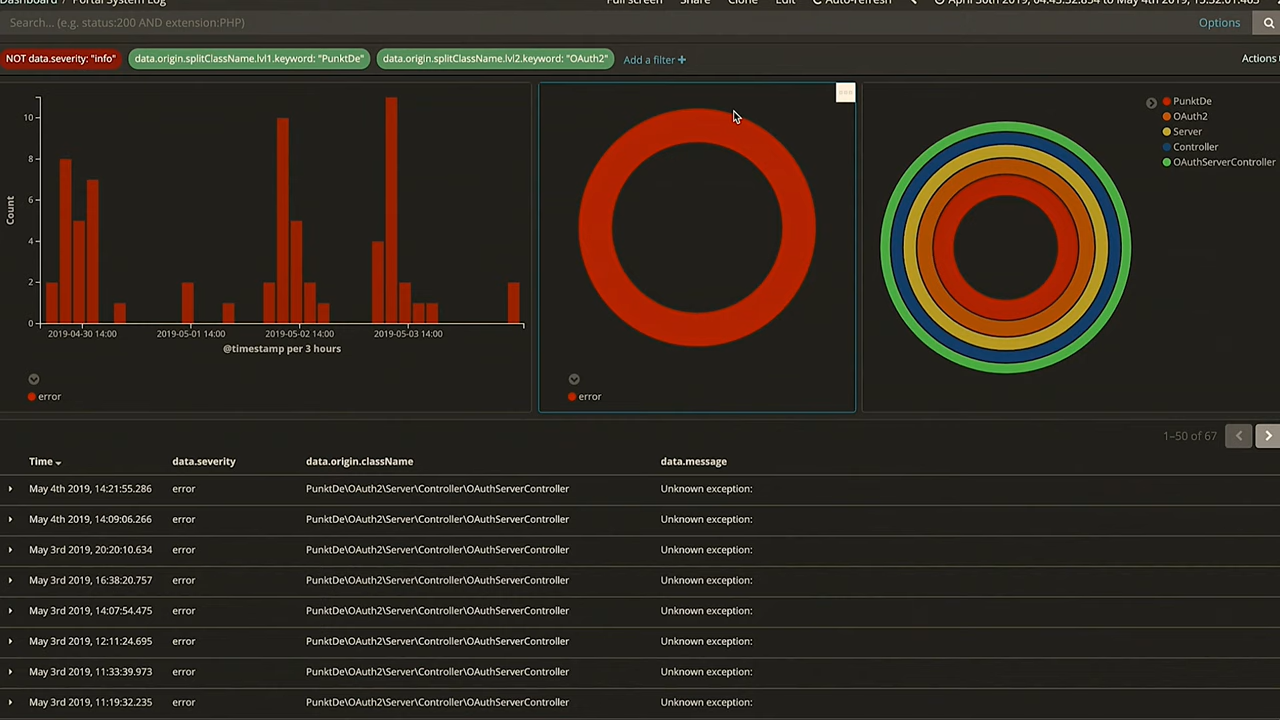 Dashboard / Portal System Log
Full screen Share Clone Edit Auto-refresh April 30th 2019, 04:43:52.854 to May 4th 2019, 15:52:01.463
Search... (e.g. status:200 AND extension:PHP)
Options
NOT data.severity: "info" data.origin.splitClassName.lvl1.keyword: "PunktDe" data.origin.splitClassName.lvl2.keyword: "OAuth2" Add a filter +
Actions
Count
10
8
6
4
2
0
2019-04-30 14:00 2019-05-01 14:00 2019-05-02 14:00 2019-05-03 14:00
@timestamp per 3 hours
error
error
PunktDe
OAuth2
Server
Controller
OAuthServerController
1–50 of 67
Time data.severity data.origin.className data.message
May 4th 2019, 14:21:55.286 error PunktDe\OAuth2\Server\Controller\OAuthServerController Unknown exception:
May 4th 2019, 14:09:06.266 error PunktDe\OAuth2\Server\Controller\OAuthServerController Unknown exception:
May 3rd 2019, 20:20:10.634 error PunktDe\OAuth2\Server\Controller\OAuthServerController Unknown exception:
May 3rd 2019, 16:38:20.757 error PunktDe\OAuth2\Server\Controller\OAuthServerController Unknown exception:
May 3rd 2019, 14:07:54.475 error PunktDe\OAuth2\Server\Controller\OAuthServerController Unknown exception:
May 3rd 2019, 12:11:24.695 error PunktDe\OAuth2\Server\Controller\OAuthServerController Unknown exception:
May 3rd 2019, 11:33:39.973 error PunktDe\OAuth2\Server\Controller\OAuthServerController Unknown exception:
May 3rd 2019, 11:19:32.235 error PunktDe\OAuth2\Server\Controller\OAuthServerController Unknown exception: